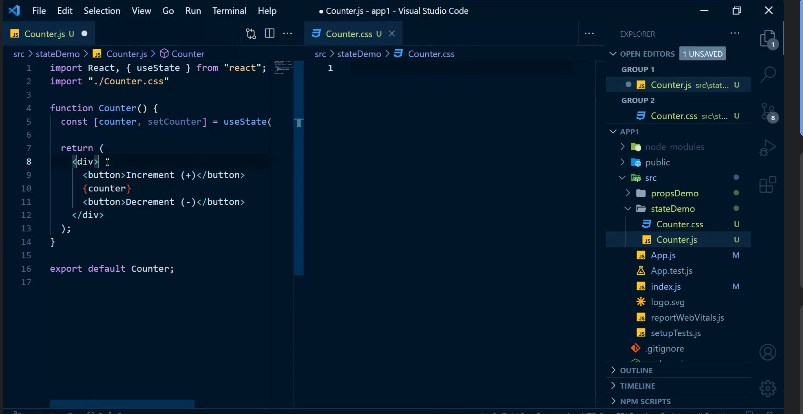 File Edit Selection View Go Run Terminal Help
● Counter.js - app1 - Visual Studio Code
Counter.js U ●
Counter.css U ×
src > stateDemo > Counter.js > Counter
src > stateDemo > Counter.css
1 import React, { useState } from "react";
2 import "./Counter.css"
3
4 function Counter() {
5 const [counter, setCounter] = useState(
6
7 return (
8 <div>
9 <button>Increment (+)</button>
10 {counter}
11 <button>Decrement (-)</button>
12 </div>
13 );
14 }
15
16 export default Counter;
17
1
EXPLORER
OPEN EDITORS 1 UNSAVED
GROUP 1
● Counter.js src\stat... U
GROUP 2
Counter.css src\st... U
APP1
node_modules
public
src
propsDemo
stateDemo
Counter.css U
Counter.js U
App.js M
App.test.js
index.js M
logo.svg
reportWebVitals.js
setupTests.js
.gitignore
OUTLINE
TIMELINE
NPM SCRIPTS
1
8